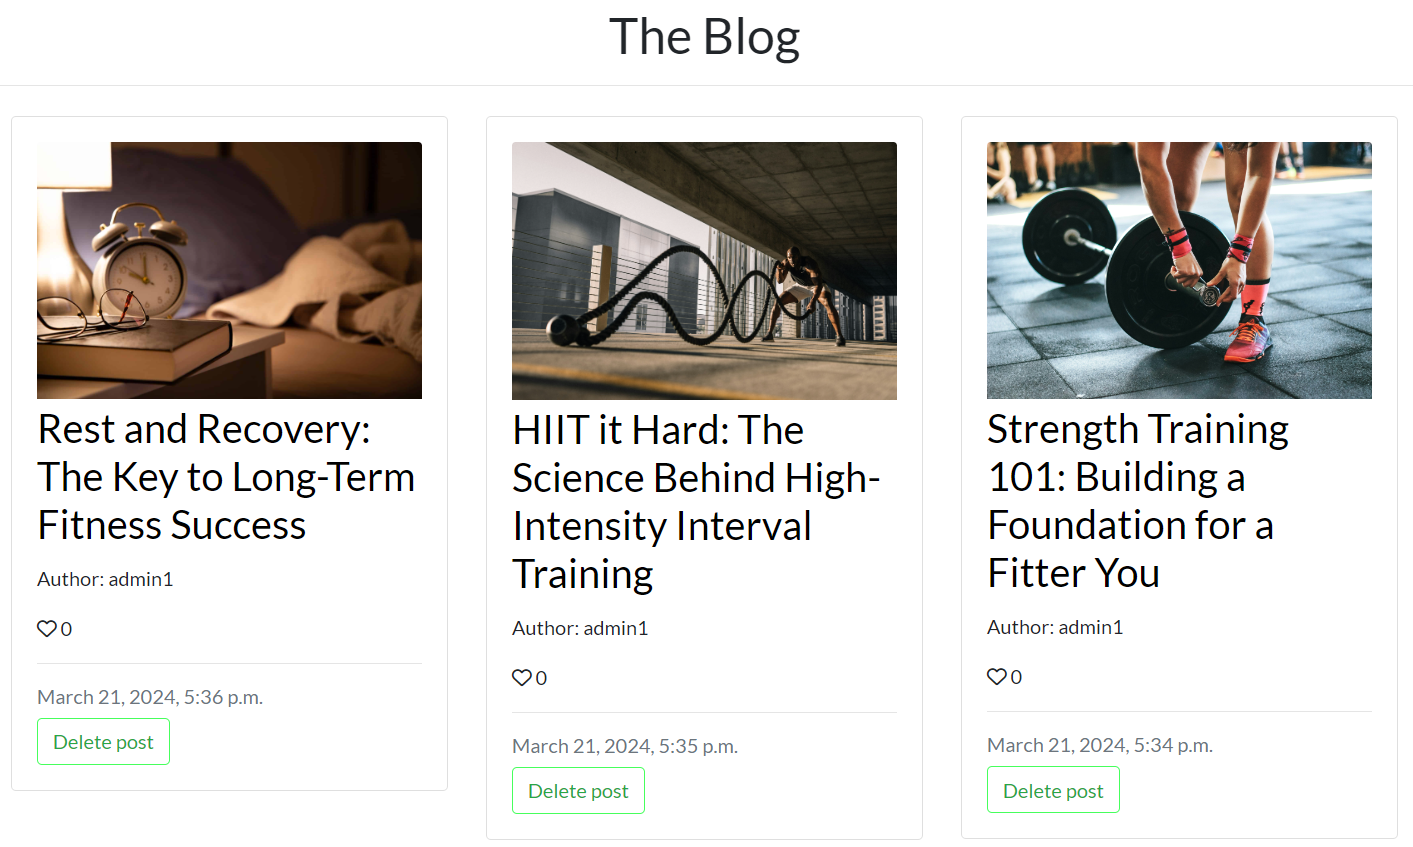 The Blog
Rest and Recovery:
The Key to Long-Term
Fitness Success
Author: admin1
0
March 21, 2024, 5:36 p.m.
Delete post
HIIT it Hard: The
Science Behind High-
Intensity Interval
Training
Author: admin1
0
March 21, 2024, 5:35 p.m.
Delete post
Strength Training
101: Building a
Foundation for a
Fitter You
Author: admin1
0
March 21, 2024, 5:34 p.m.
Delete post